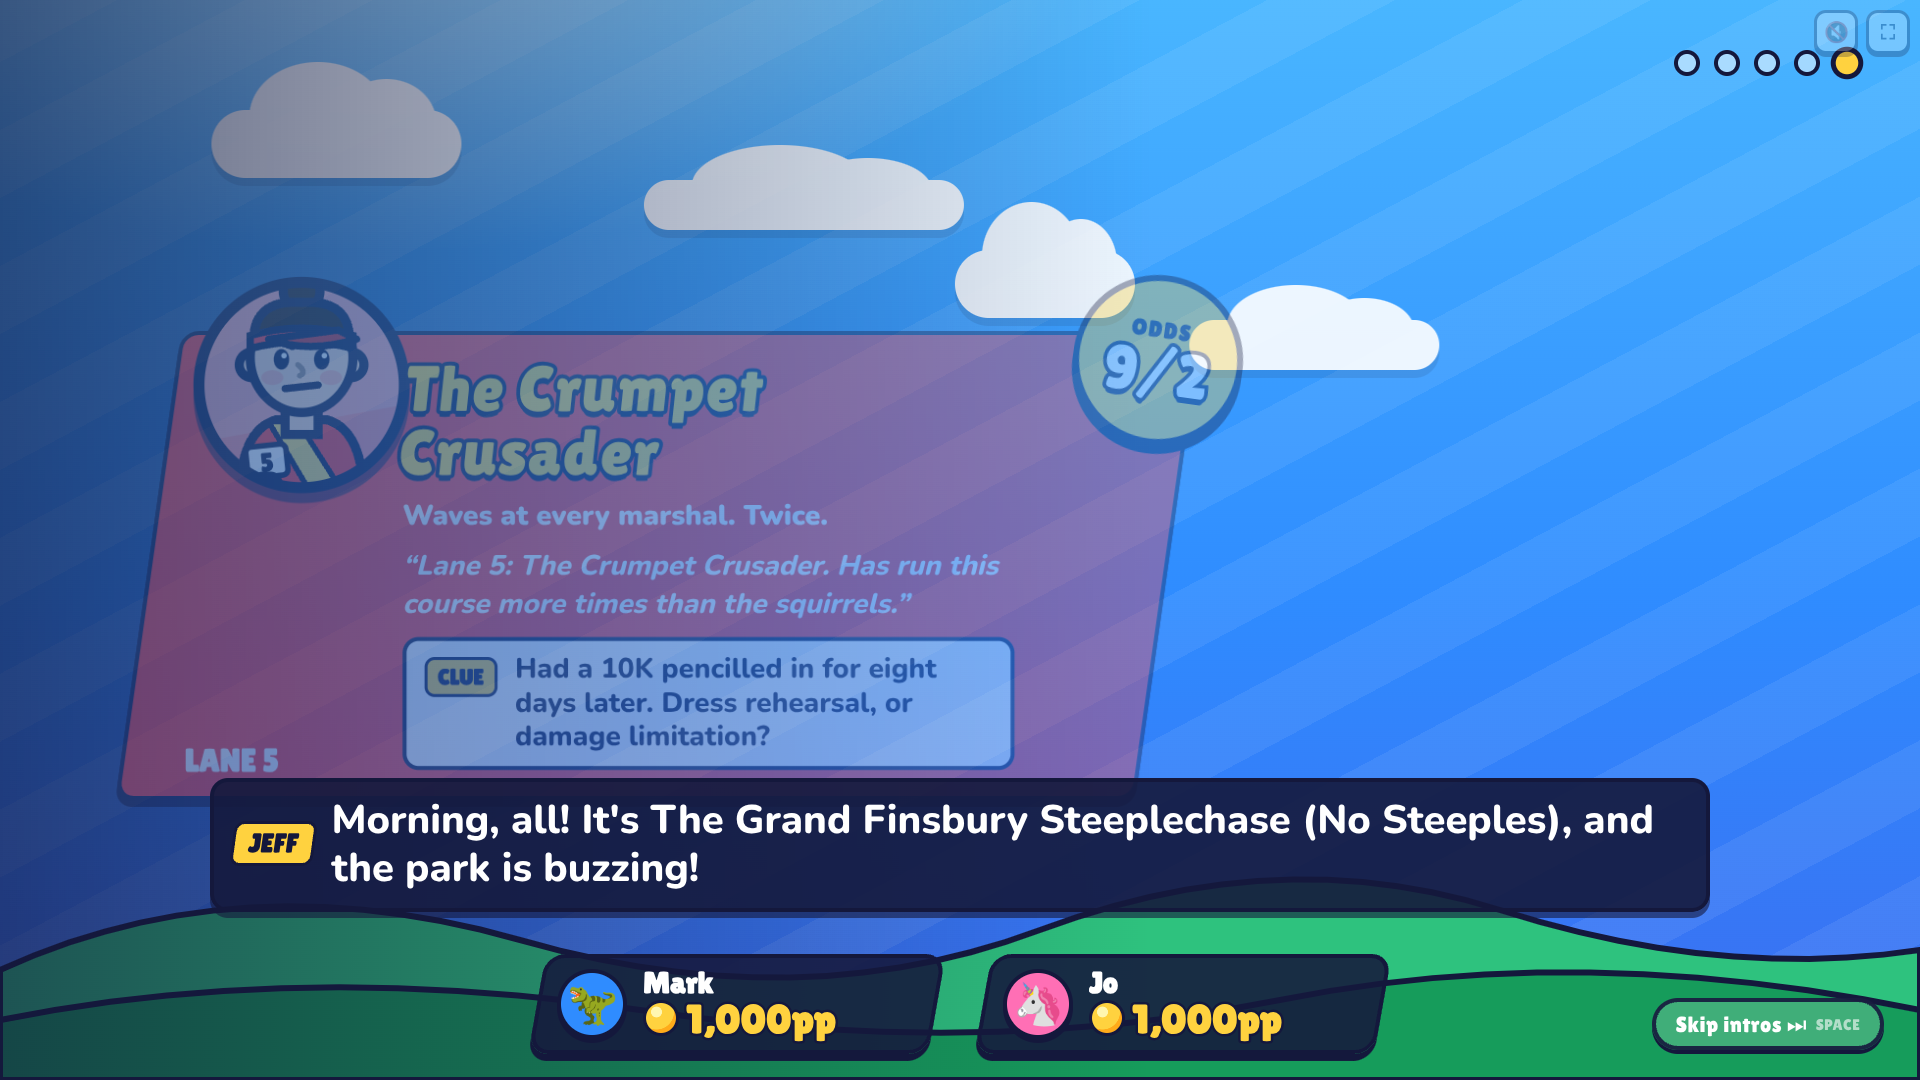 ODDS
9/2
The Crumpet
Crusader
5
Waves at every marshal. Twice.
“Lane 5: The Crumpet Crusader. Has run this
course more times than the squirrels.”
CLUE
Had a 10K pencilled in for eight
days later. Dress rehearsal, or
damage limitation?
LANE 5
JEFF
Morning, all! It's The Grand Finsbury Steeplechase (No Steeples), and
the park is buzzing!
Mark
1,000pp
Jo
1,000pp
Skip intros SPACE